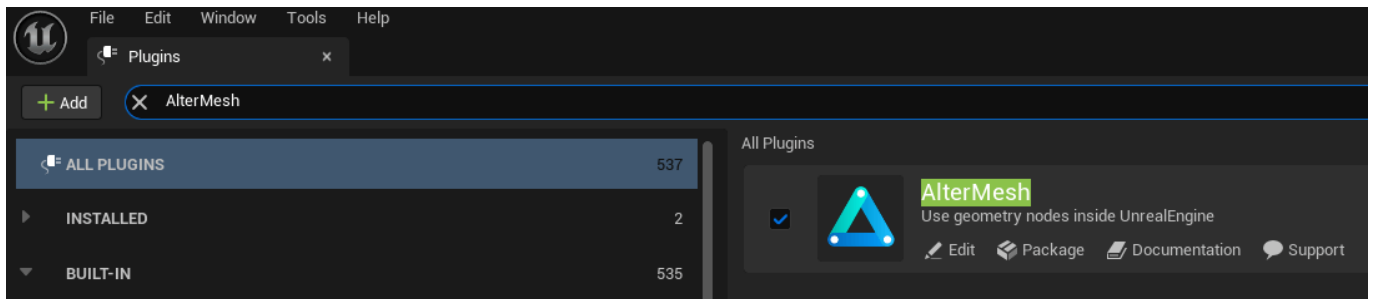 File Edit Window Tools Help
Plugins
Add AlterMesh
ALL PLUGINS 537
INSTALLED 2
BUILT-IN 535
All Plugins
AlterMesh
Use geometry nodes inside UnrealEngine
Edit Package Documentation Support